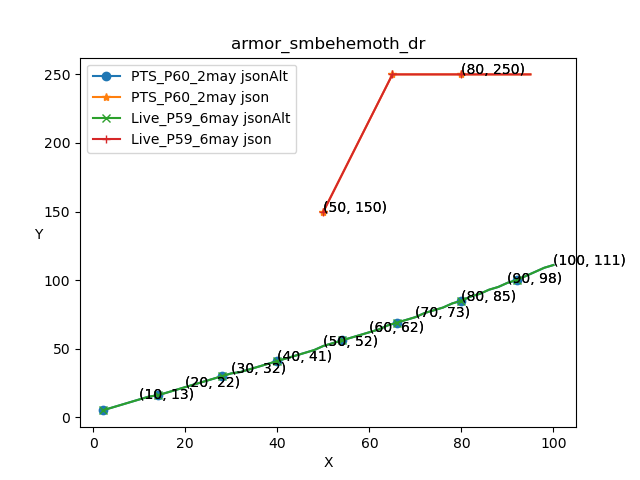 armor_smbehemoth_dr
PTS_P60_2may jsonAlt
PTS_P60_2may json
Live_P59_6may jsonAlt
Live_P59_6may json
(80, 250)
(50, 150)
(100, 111)
(90, 98)
(80, 85)
(70, 73)
(60, 62)
(50, 52)
(40, 41)
(30, 32)
(20, 22)
(10, 13)
250
200
150
100
50
0
Y
0 20 40 60 80 100
X